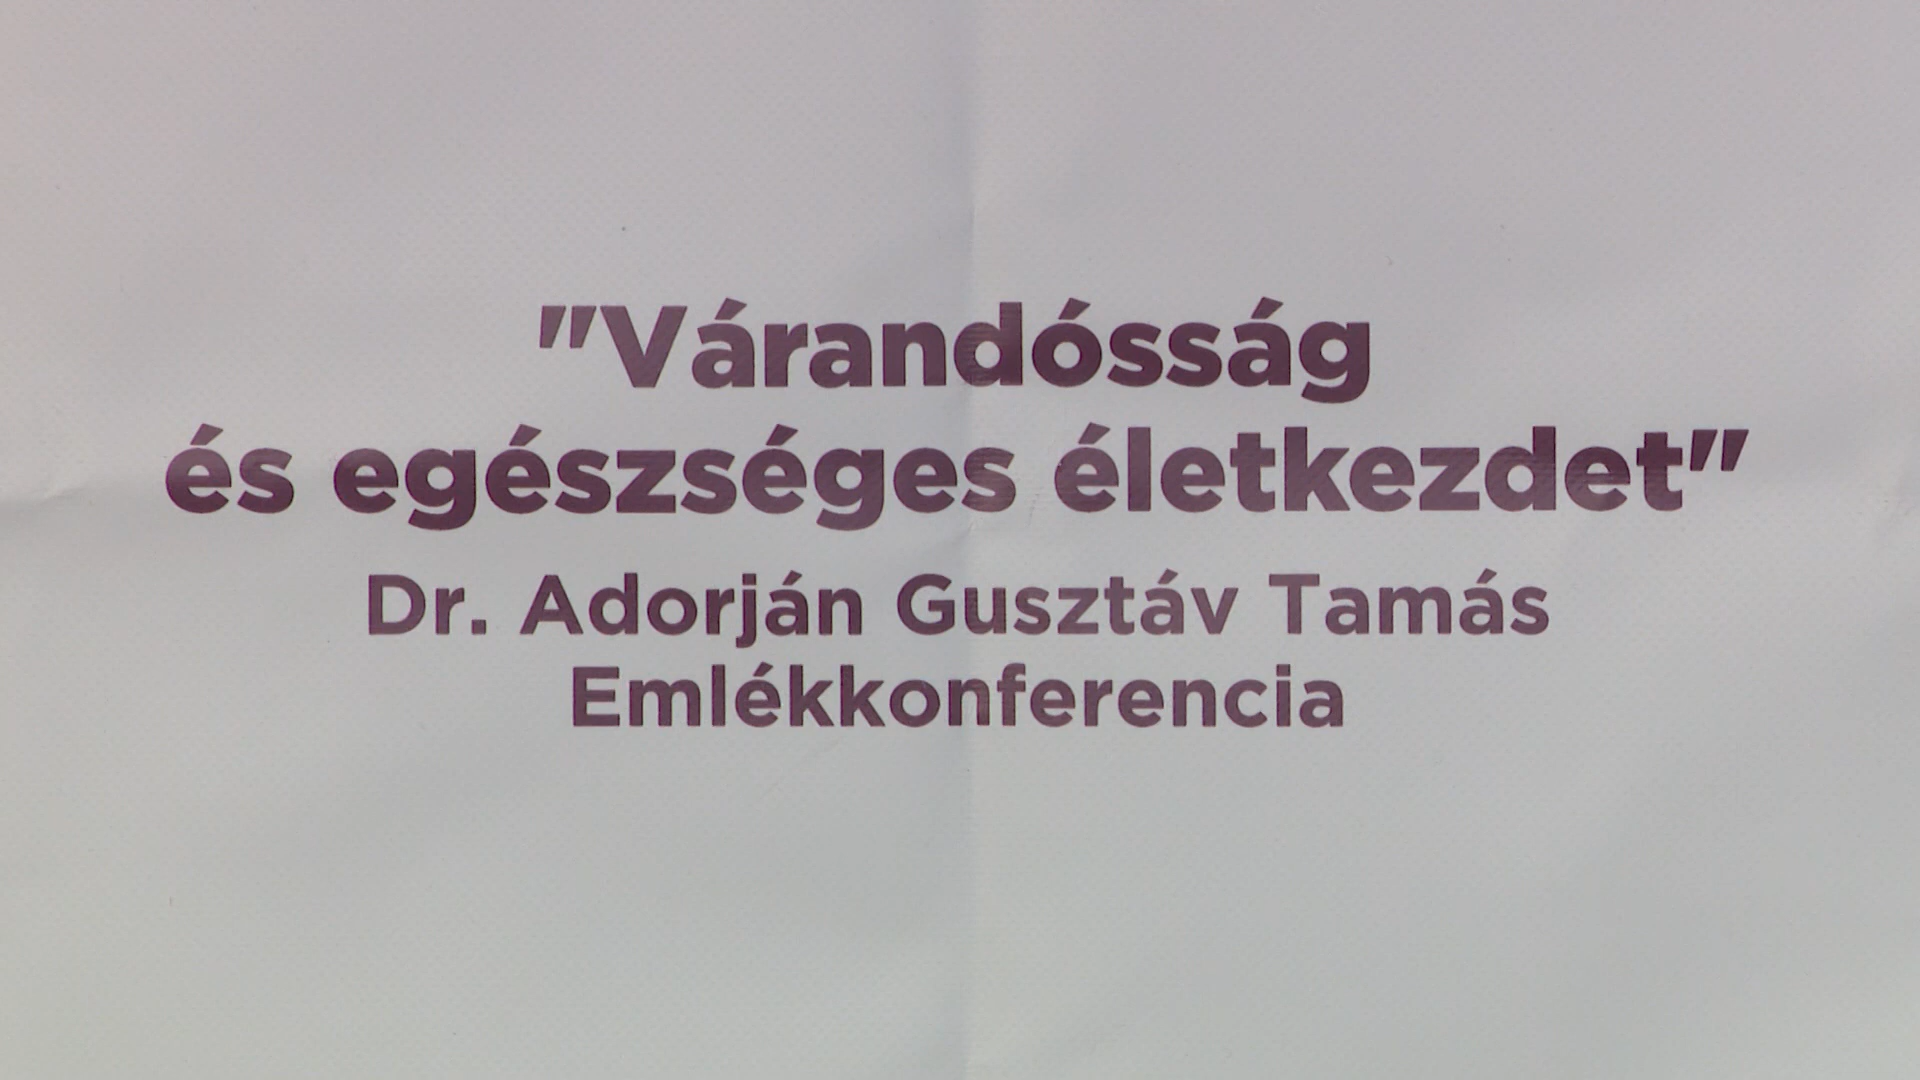 "Várandósság
és egészséges életkezdet"
Dr. Adorján Gusztáv Tamás
Emlékkonferencia